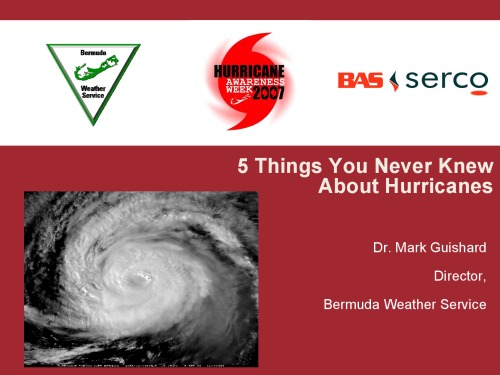 Bermuda
Weather
Service
HURRICANE
AWARENESS
WEEK
2007
BAS serco
5 Things You Never Knew
About Hurricanes
Dr. Mark Guishard
Director,
Bermuda Weather Service